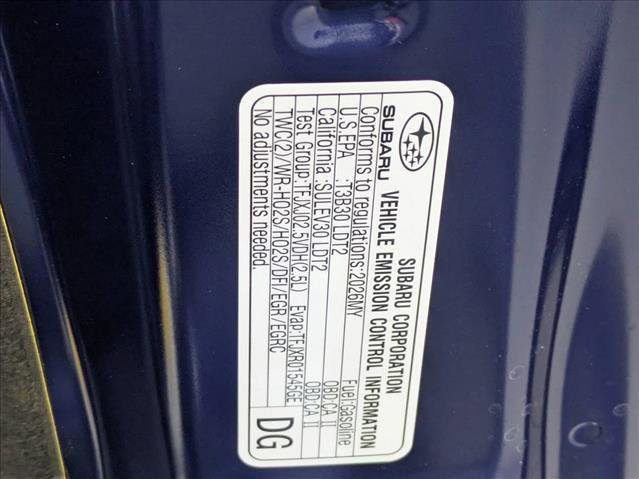 SUBARU
SUBARU CORPORATION
VEHICLE EMISSION CONTROL INFORMATION
Conforms to regulations:2026MY Fuel:Gasoline
U.S.EPA :T3B30 LDT2 OBD:CA II
California :SULEV30 LDT2 OBD:CA II
Test Group:TFJXJ02.5VDH(2.5L) Evap:TFJXR01545GE
TWC(2)/WR-HO2S/HO2S/DFI/EGR/EGRC
No adjustments needed.
DG